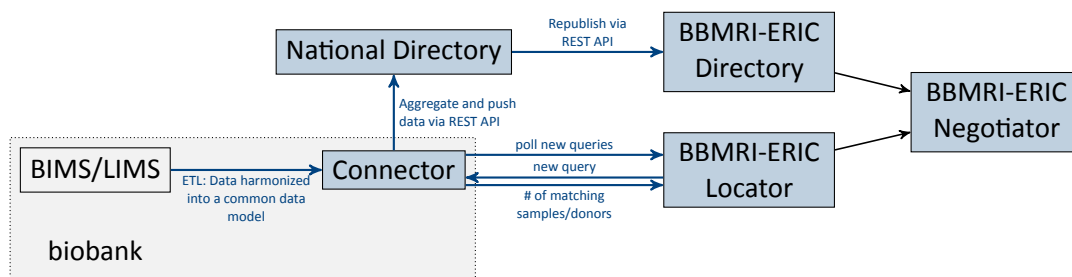 Republish via
REST API
National Directory
BBMRI-ERIC
Directory
BBMRI-ERIC
Negotiator
Aggregate and push
data via REST API
BIMS/LIMS
ETL: Data harmonized
into a common data
model
Connector
poll new queries
new query
# of matching
samples/donors
BBMRI-ERIC
Locator
biobank